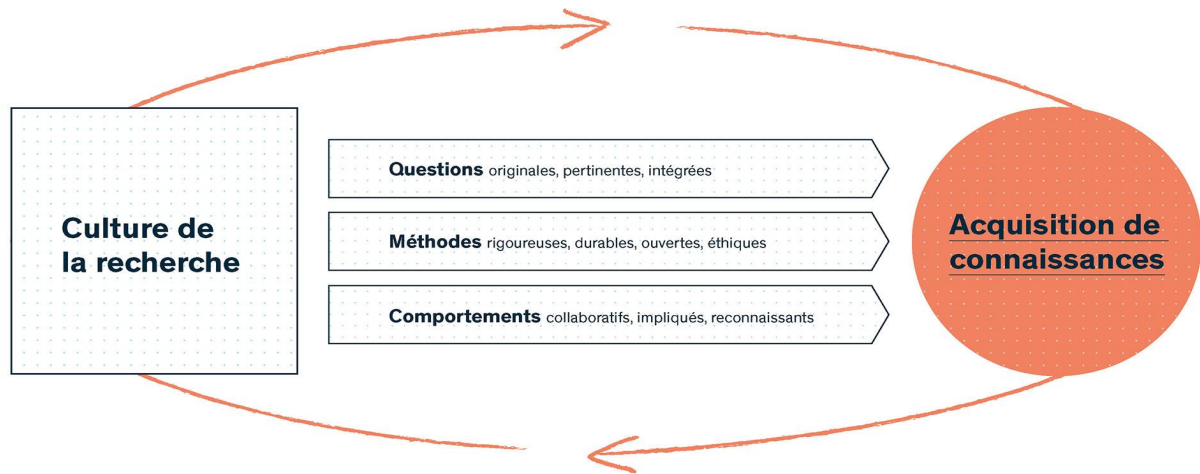 Culture de
la recherche
Questions originales, pertinentes, intégrées
Méthodes rigoureuses, durables, ouvertes, éthiques
Comportements collaboratifs, impliqués, reconnaissants
Acquisition de
connaissances